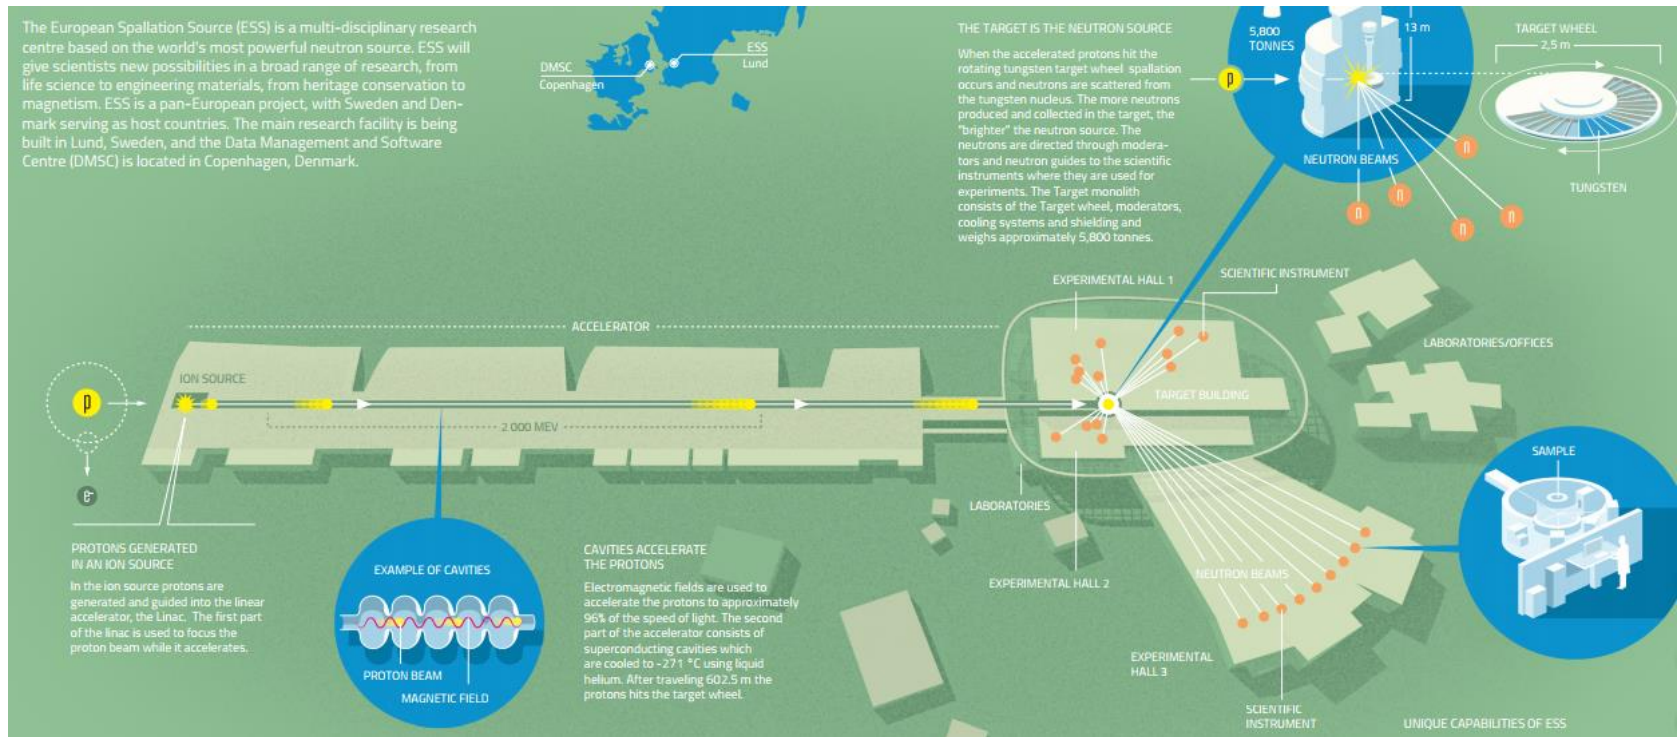 The European Spallation Source (ESS) is a multi-disciplinary research
centre based on the world's most powerful neutron source. ESS will
give scientists new possibilities in a broad range of research, from
life science to engineering materials, from heritage conservation to
magnetism. ESS is a pan-European project, with Sweden and Den-
mark serving as host countries. The main research facility is being
built in Lund, Sweden, and the Data Management and Software
Centre (DMSC) is located in Copenhagen, Denmark.
DMSC
Copenhagen
ESS
Lund
THE TARGET IS THE NEUTRON SOURCE
When the accelerated protons hit the
rotating tungsten target wheel spallation
occurs and neutrons are scattered from
the tungsten nucleus. The more neutrons
produced and collected in the target, the
"brighter" the neutron source. The
neutrons are directed through modera-
tors and neutron guides to the scientific
instruments where they are used for
experiments. The Target monolith
consists of the Target wheel, moderators,
cooling systems and shielding and
weighs approximately 5,800 tonnes.
5,800
TONNES
13 m
p
NEUTRON BEAMS
n
n
n
n
n
TARGET WHEEL
2,5 m
TUNGSTEN
EXPERIMENTAL HALL 1
SCIENTIFIC INSTRUMENT
ACCELERATOR
LABORATORIES/OFFICES
ION SOURCE
p
TARGET BUILDING
2 000 MEV
e-
LABORATORIES
EXPERIMENTAL HALL 2
NEUTRON BEAMS
SAMPLE
PROTONS GENERATED
IN AN ION SOURCE
In the ion source protons are
generated and guided into the linear
accelerator, the Linac. The first part
of the linac is used to focus the
proton beam while it accelerates.
EXAMPLE OF CAVITIES
PROTON BEAM
MAGNETIC FIELD
CAVITIES ACCELERATE
THE PROTONS
Electromagnetic fields are used to
accelerate the protons to approximately
96% of the speed of light. The second
part of the accelerator consists of
superconducting cavities which
are cooled to -271 °C using liquid
helium. After traveling 602.5 m the
protons hits the target wheel.
EXPERIMENTAL
HALL 3
SCIENTIFIC
INSTRUMENT
UNIQUE CAPABILITIES OF ESS